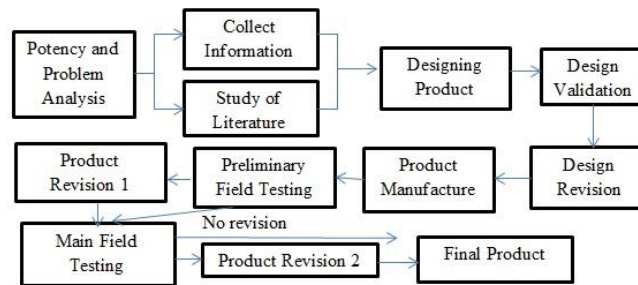 Potency and
Problem
Analysis
Collect
Information
Study of
Literature
Designing
Product
Design
Validation
Design
Revision
Product
Manufacture
Preliminary
Field Testing
Product
Revision 1
No revision
Main Field
Testing
Product Revision 2
Final Product